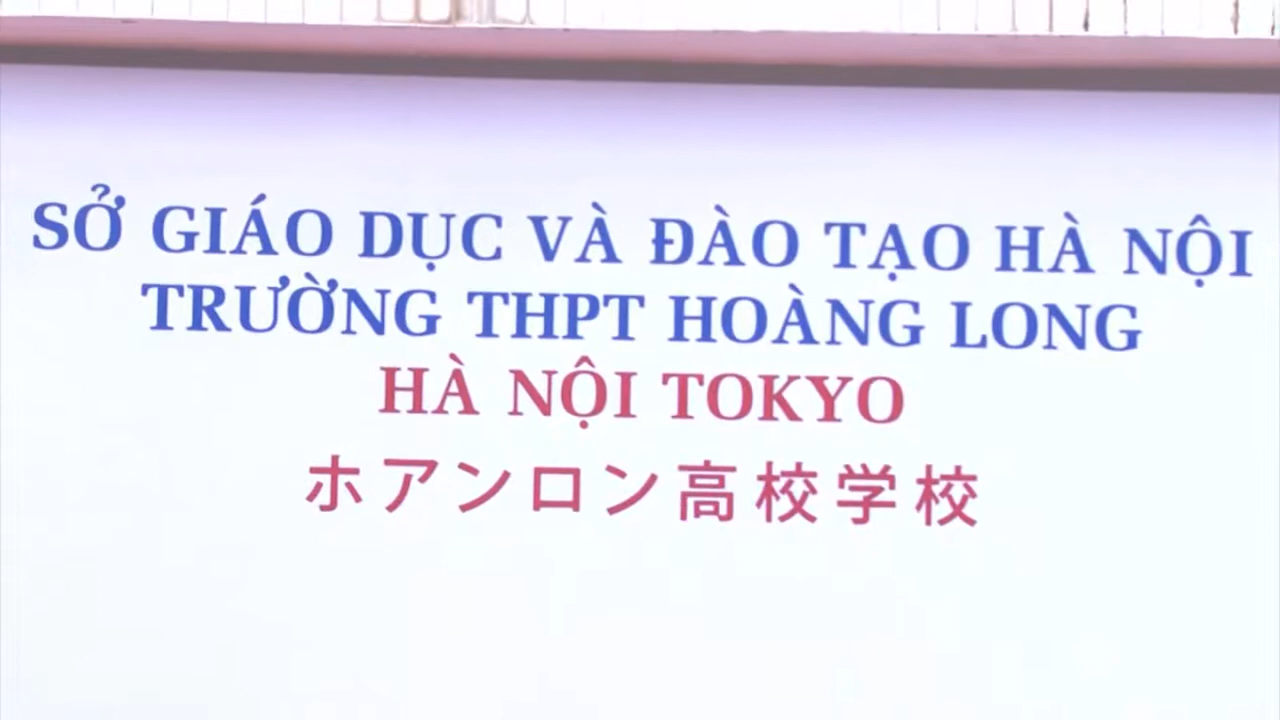 SỞ GIÁO DỤC VÀ ĐÀO TẠO HÀ NỘI
TRƯỜNG THPT HOÀNG LONG
HÀ NỘI TOKYO
ホアンロン高校学校